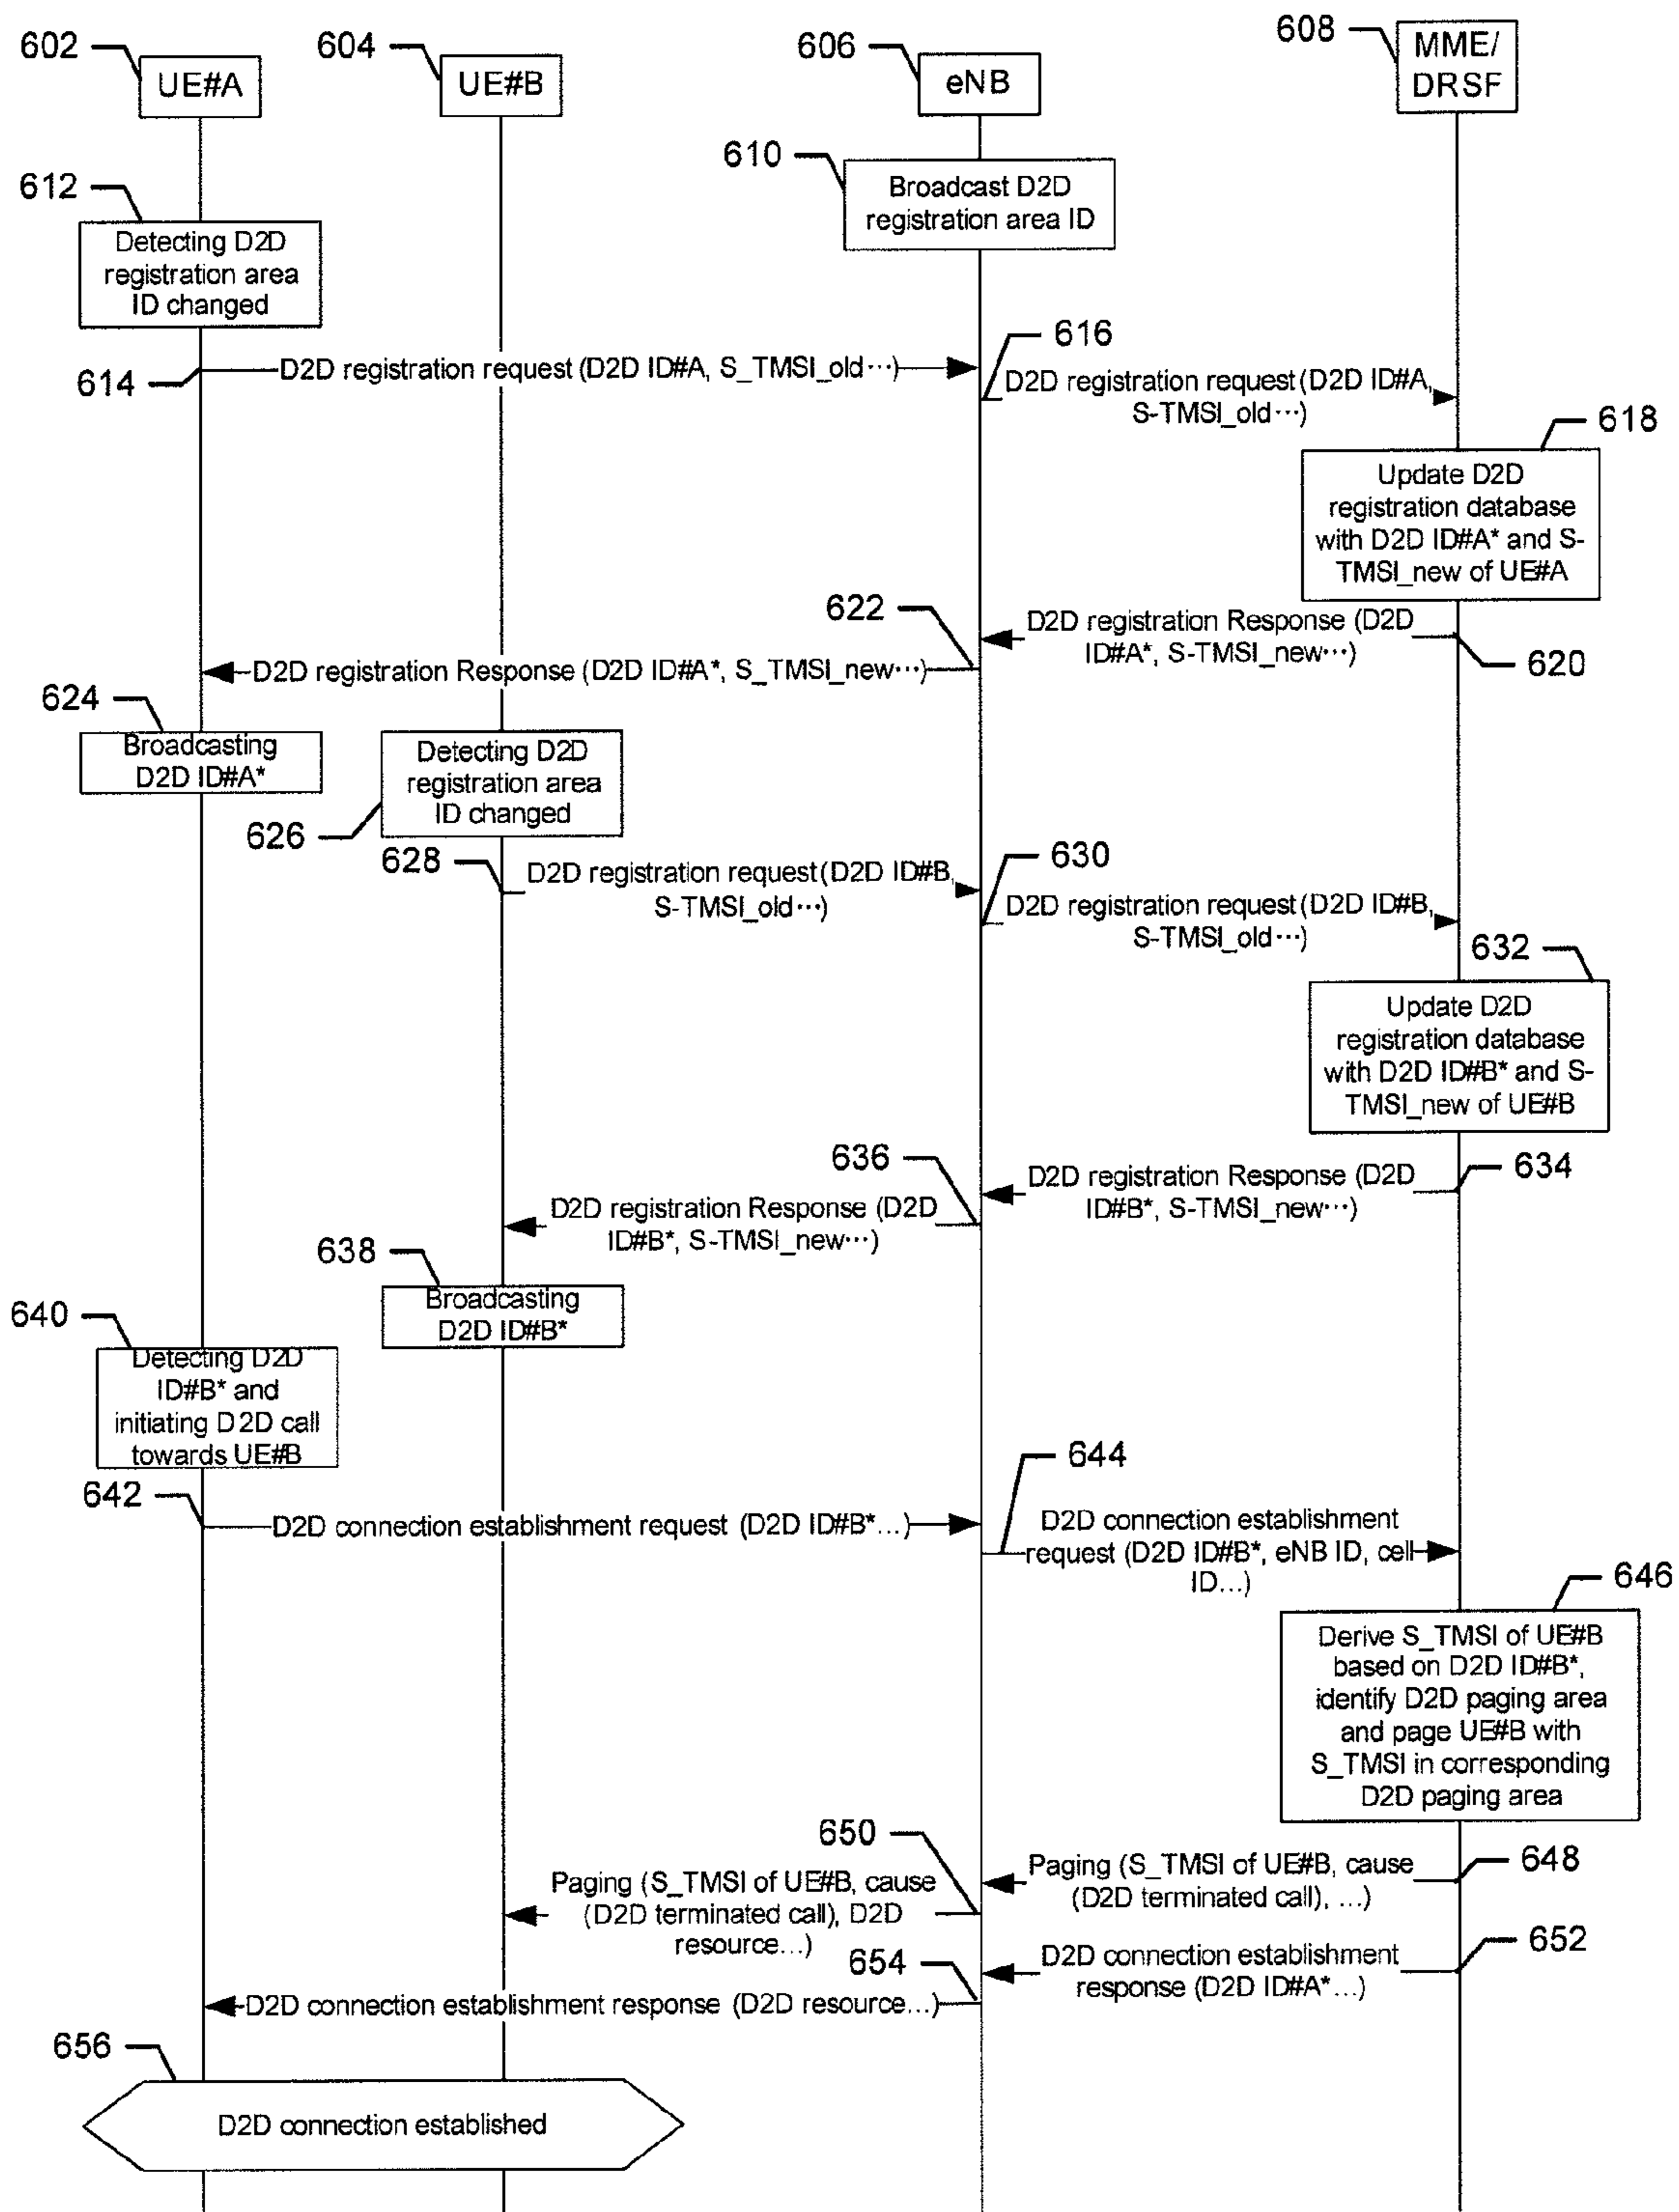 602
UE#A
604
UE#B
606
eNB
608
MME/
DRSF
610
Broadcast D2D
registration area ID
612
Detecting D2D
registration area
ID changed
614
D2D registration request (D2D ID#A, S_TMSI_old···)
616
D2D registration request(D2D ID#A,
S-TMSI_old···)
618
Update D2D
registration database
with D2D ID#A* and S-
TMSI_new of UE#A
D2D registration Response (D2D
ID#A*, S-TMSI_new···)
620
622
D2D registration Response (D2D ID#A*, S_TMSI_new···)
624
Broadcasting
D2D ID#A*
Detecting D2D
registration area
ID changed
626
628
D2D registration request(D2D ID#B,
S-TMSI_old···)
630
D2D registration request(D2D ID#B,
S-TMSI_old···)
632
Update D2D
registration database
with D2D ID#B* and S-
TMSI_new of UE#B
634
D2D registration Response (D2D
ID#B*, S-TMSI_new···)
636
D2D registration Response (D2D
ID#B*, S-TMSI_new···)
638
Broadcasting
D2D ID#B*
640
Detecting D2D
ID#B* and
initiating D2D call
towards UE#B
642
D2D connection establishment request (D2D ID#B*...)
644
D2D connection establishment
request (D2D ID#B*, eNB ID, cell
ID...)
646
Derive S_TMSI of UE#B
based on D2D ID#B*,
identify D2D paging area
and page UE#B with
S_TMSI in corresponding
D2D paging area
648
Paging (S_TMSI of UE#B, cause
(D2D terminated call), ...)
650
Paging (S_TMSI of UE#B, cause
(D2D terminated call), D2D
resource...)
652
D2D connection establishment
response (D2D ID#A*...)
654
D2D connection establishment response (D2D resource...)
656
D2D connection established